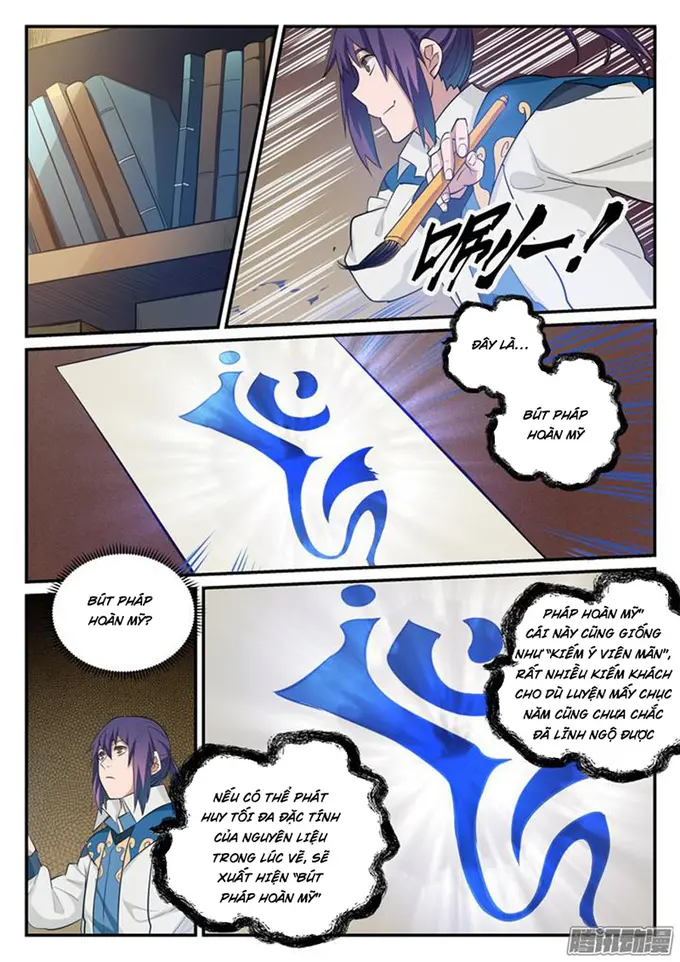 唰—!
ĐÂY LÀ...
BÚT PHÁP
HOÀN MỸ
BÚT PHÁP
HOÀN MỸ?
PHÁP HOÀN MỸ"
CÁI NÀY CŨNG GIỐNG
NHƯ "KIẾM Ý VIÊN MÃN",
RẤT NHIỀU KIẾM KHÁCH
CHO DÙ LUYỆN MẤY CHỤC
NĂM CŨNG CHƯA CHẮC
ĐÃ LĨNH NGỘ ĐƯỢC
NẾU CÓ THỂ PHÁT
HUY TỐI ĐA ĐẶC TÍNH
CỦA NGUYÊN LIỆU
TRONG LÚC VẼ, SẼ
XUẤT HIỆN "BÚT
PHÁP HOÀN MỸ"
腾讯动漫